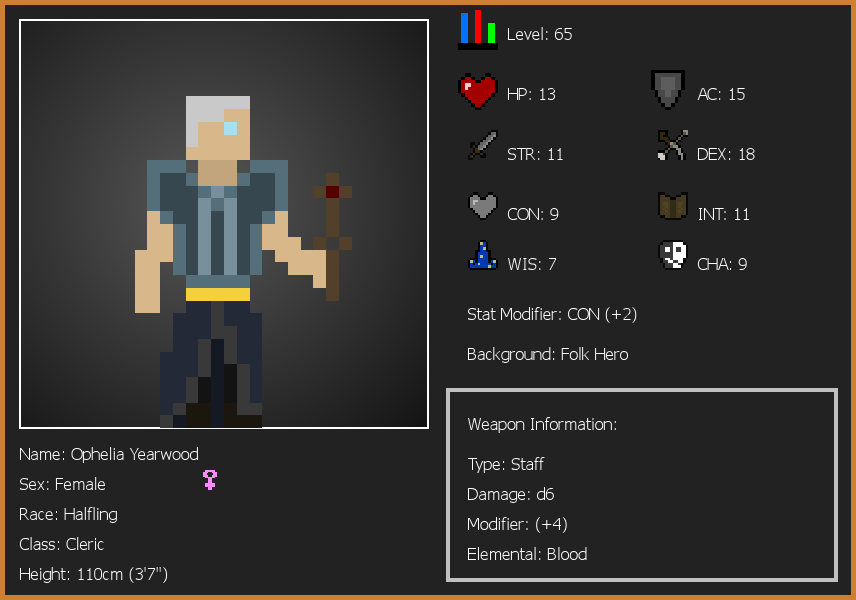 Level: 65
HP: 13
AC: 15
STR: 11
DEX: 18
CON: 9
INT: 11
WIS: 7
CHA: 9
Stat Modifier: CON (+2)
Background: Folk Hero
Weapon Information:
Type: Staff
Damage: d6
Modifier: (+4)
Elemental: Blood
Name: Ophelia Yearwood
Sex: Female
Race: Halfling
Class: Cleric
Height: 110cm (3'7")